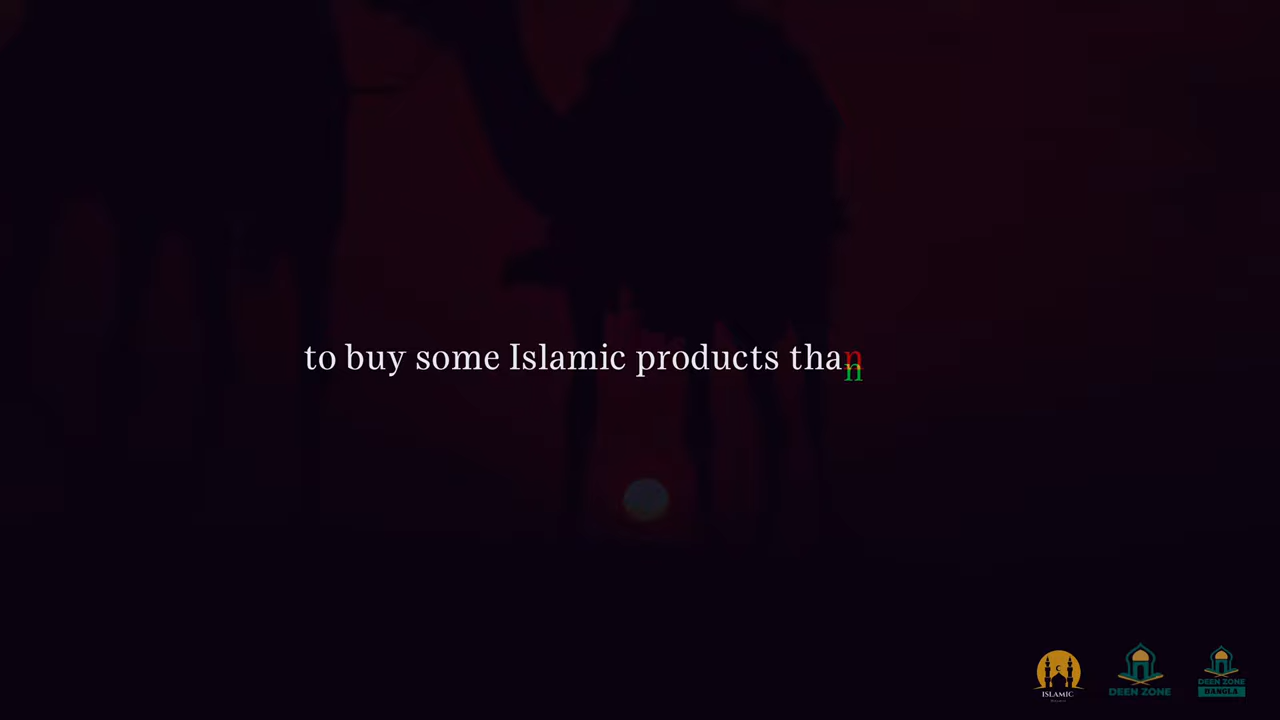 to buy some Islamic products than
ISLAMIC
DEEN ZONE
DEEN ZONE
BANGLA